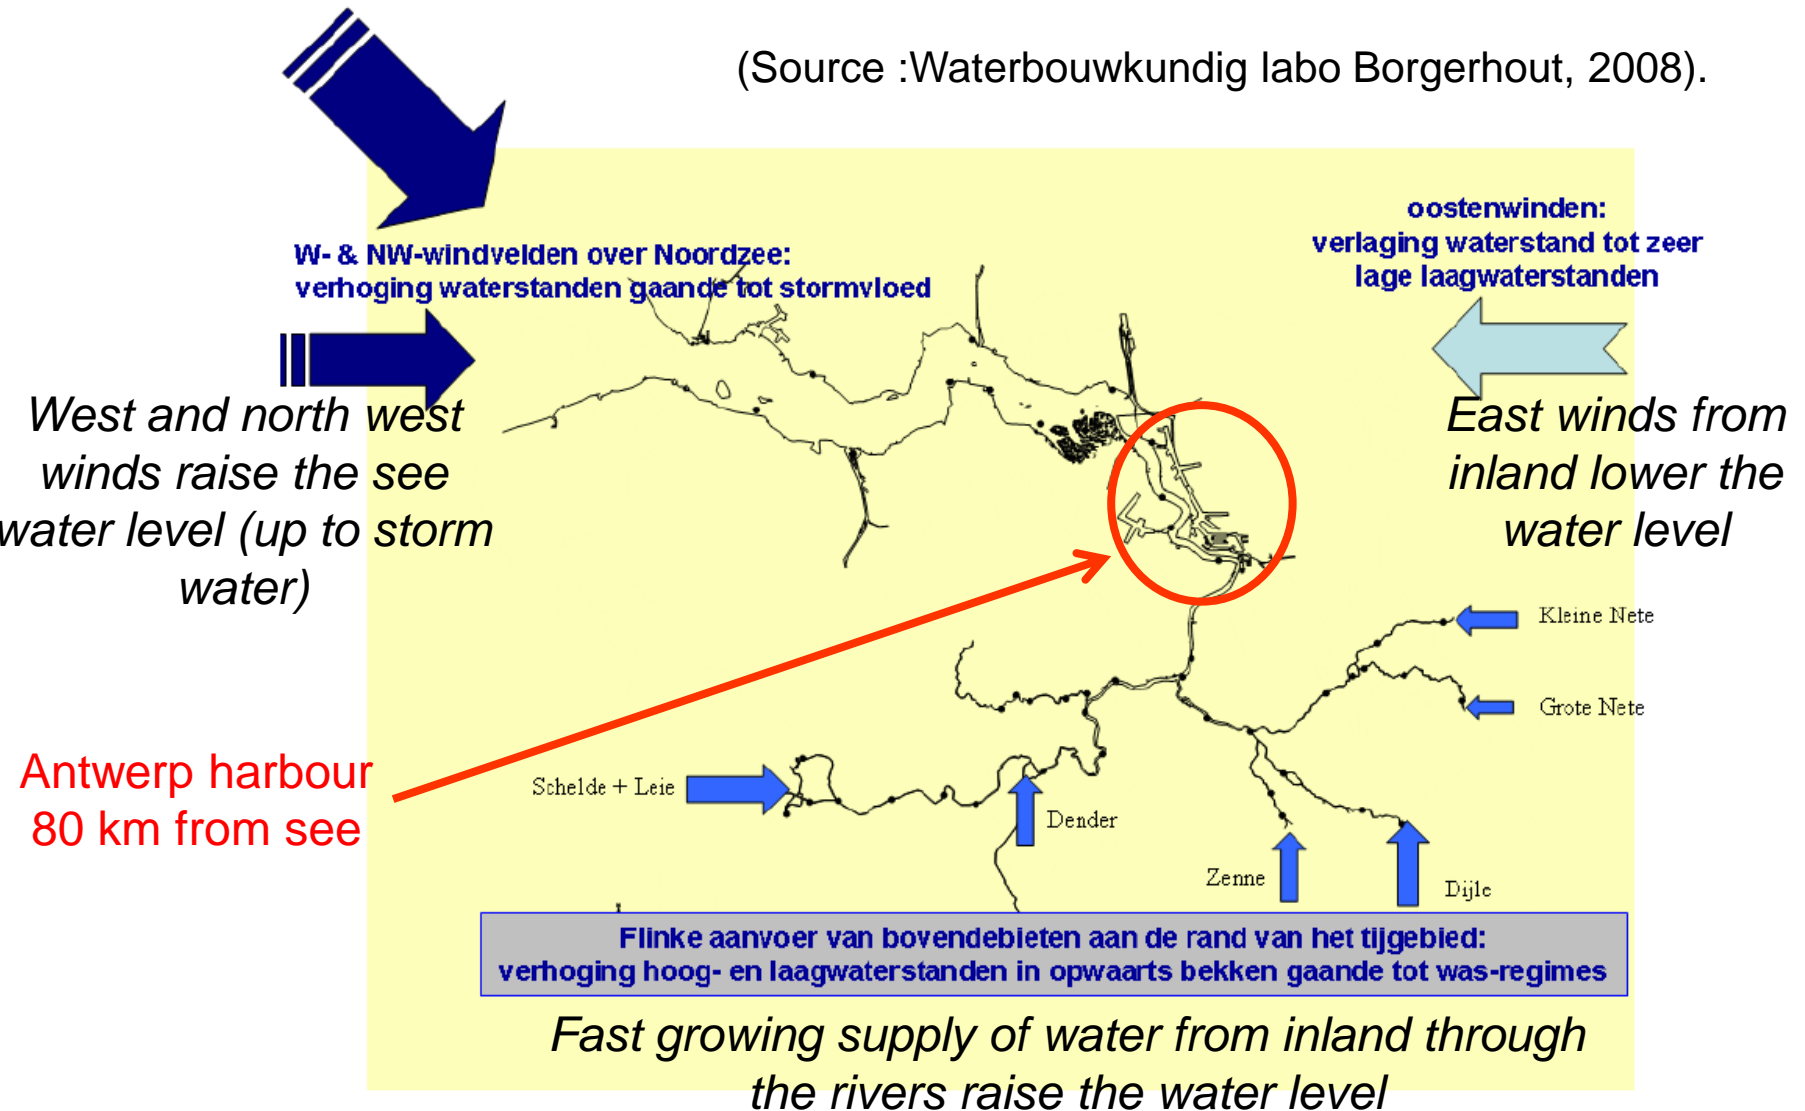 (Source :Waterbouwkundig labo Borgerhout, 2008).
W- & NW-windvelden over Noordzee:
verhoging waterstanden gaande tot stormvloed
oostenwinden:
verlaging waterstand tot zeer
lage laagwaterstanden
West and north west
winds raise the see
water level (up to storm
water)
East winds from
inland lower the
water level
Kleine Nete
Grote Nete
Antwerp harbour
80 km from see
Schelde + Leie
Dender
Zenne
Dijle
Flinke aanvoer van bovendebieten aan de rand van het tijgebied:
verhoging hoog- en laagwaterstanden in opwaarts bekken gaande tot was-regimes
Fast growing supply of water from inland through
the rivers raise the water level